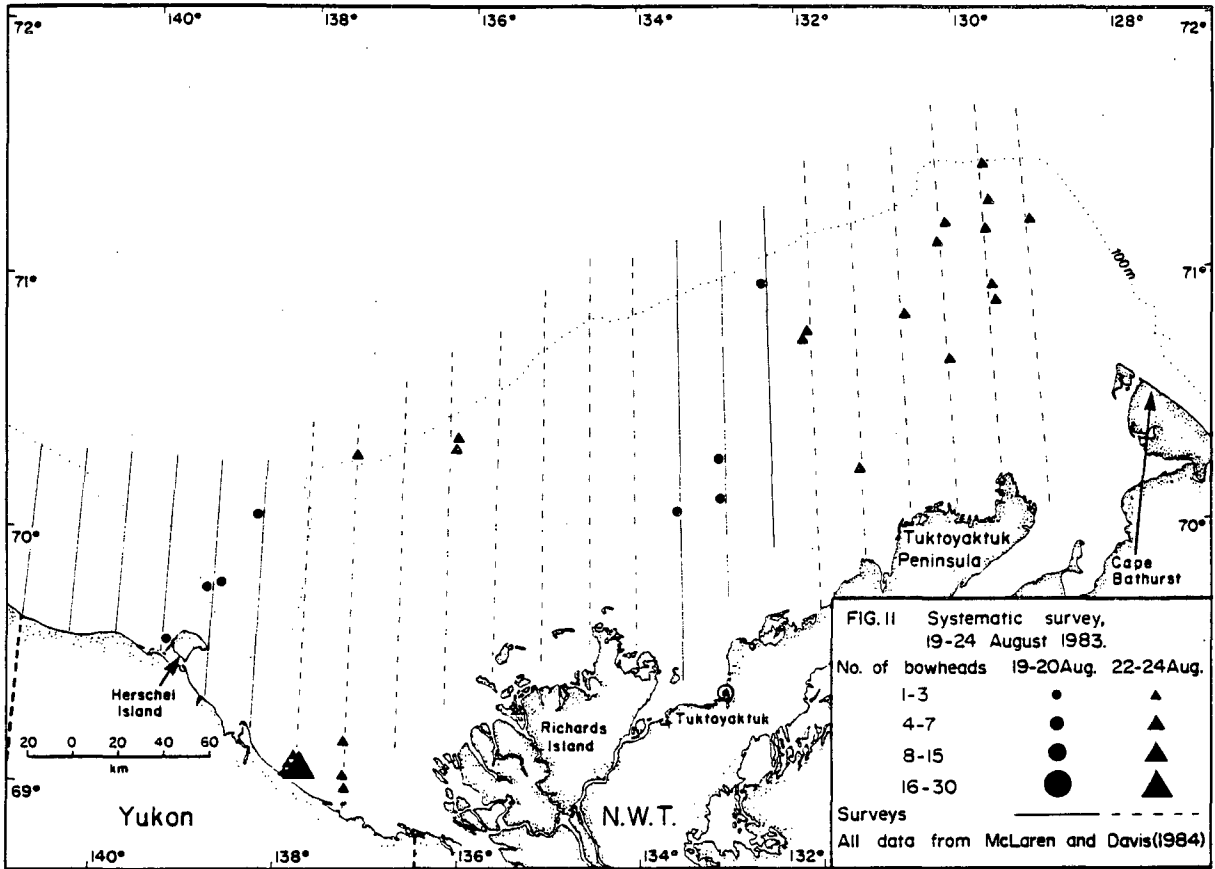 140° 138° 136° 134° 132° 130° 128°
72° 72°
71° 71°
100m
70° 70°
Tuktoyaktuk
Peninsula
Cape
Bathurst
Herschel
Island
20 0 20 40 60
km
Richards
Island
Tuktoyaktuk
69°
Yukon
N.W.T.
140° 138° 136° 134° 132°
FIG. 11 Systematic survey,
19-24 August 1983.
No. of bowheads 19-20Aug. 22-24Aug.
1-3
4-7
8-15
16-30
Surveys
All data from McLaren and Davis(1984)